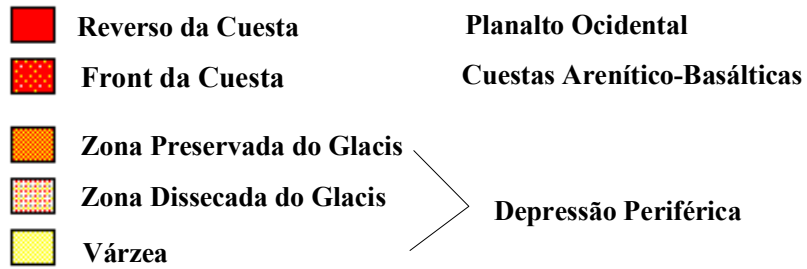 Reverso da Cuesta Planalto Ocidental
Front da Cuesta Cuestas Arenítico-Basálticas
Zona Preservada do Glacis
Zona Dissecada do Glacis
Depressão Periférica
Várzea